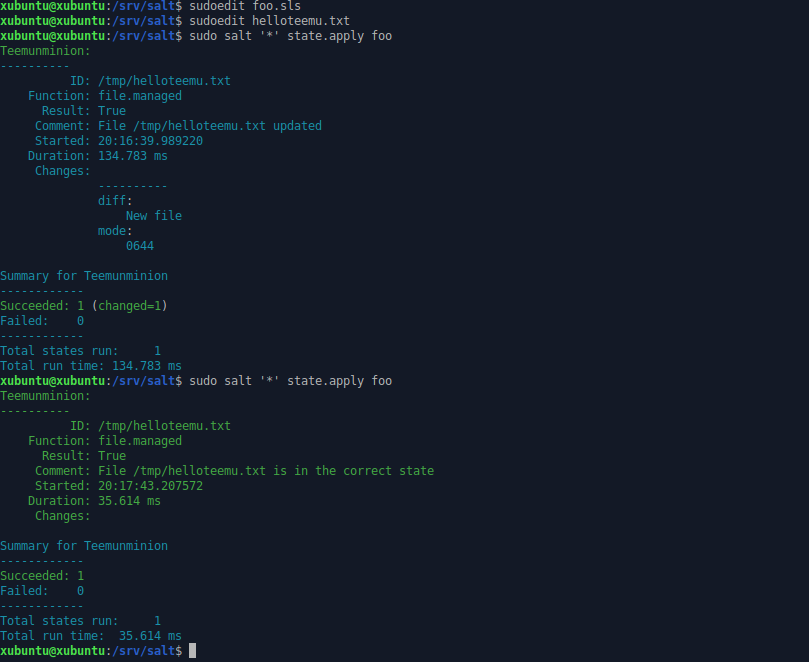 xubuntu@xubuntu:/srv/salt$ sudoedit foo.sls
xubuntu@xubuntu:/srv/salt$ sudoedit helloteemu.txt
xubuntu@xubuntu:/srv/salt$ sudo salt '*' state.apply foo
Teemunminion:
----------
          ID: /tmp/helloteemu.txt
    Function: file.managed
      Result: True
     Comment: File /tmp/helloteemu.txt updated
     Started: 20:16:39.989220
    Duration: 134.783 ms
     Changes:
              ----------
              diff:
                  New file
              mode:
                  0644

Summary for Teemunminion
------------
Succeeded: 1 (changed=1)
Failed:    0
------------
Total states run:     1
Total run time: 134.783 ms
xubuntu@xubuntu:/srv/salt$ sudo salt '*' state.apply foo
Teemunminion:
----------
          ID: /tmp/helloteemu.txt
    Function: file.managed
      Result: True
     Comment: File /tmp/helloteemu.txt is in the correct state
     Started: 20:17:43.207572
    Duration: 35.614 ms
     Changes:

Summary for Teemunminion
------------
Succeeded: 1
Failed:    0
------------
Total states run:     1
Total run time:  35.614 ms
xubuntu@xubuntu:/srv/salt$